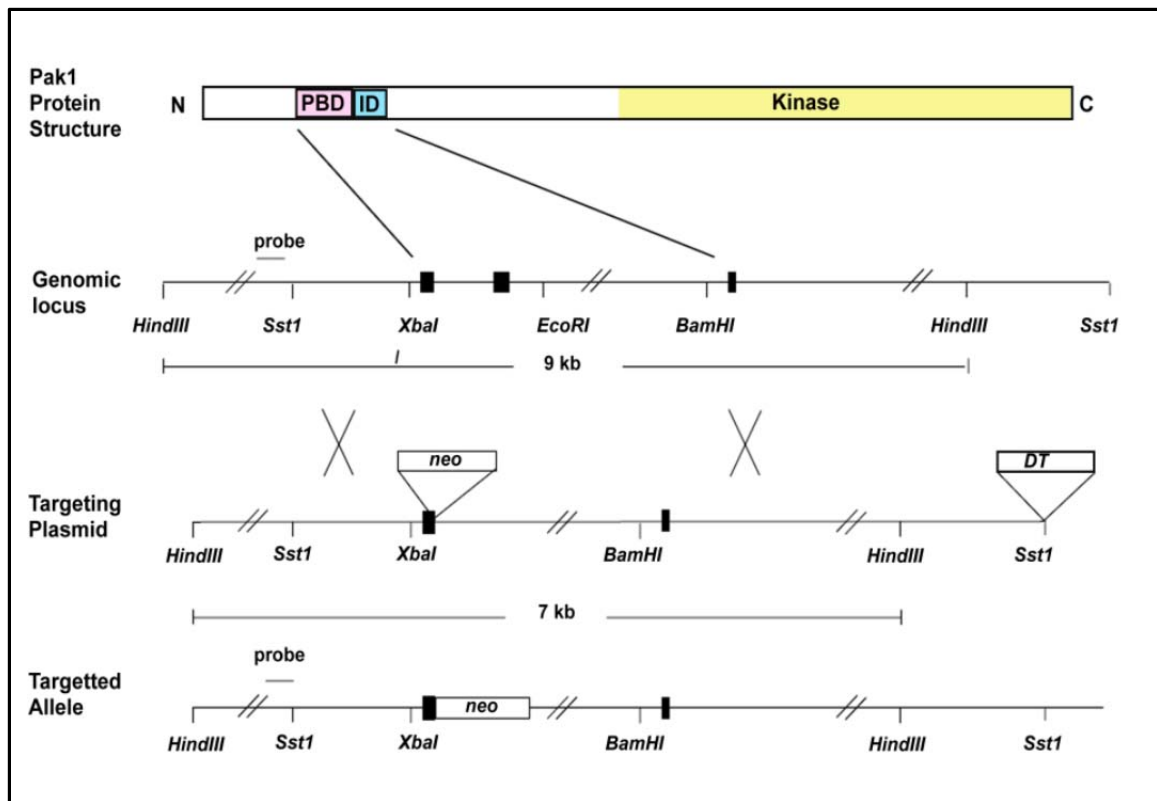 Pak1
Protein
Structure
N
PBD
ID
Kinase
C
probe
Genomic
locus
HindIII
Sst1
XbaI
EcoRI
BamHI
HindIII
Sst1
I
9 kb
neo
DT
Targeting
Plasmid
HindIII
Sst1
XbaI
BamHI
HindIII
Sst1
7 kb
probe
Targetted
Allele
neo
HindIII
Sst1
XbaI
BamHI
HindIII
Sst1